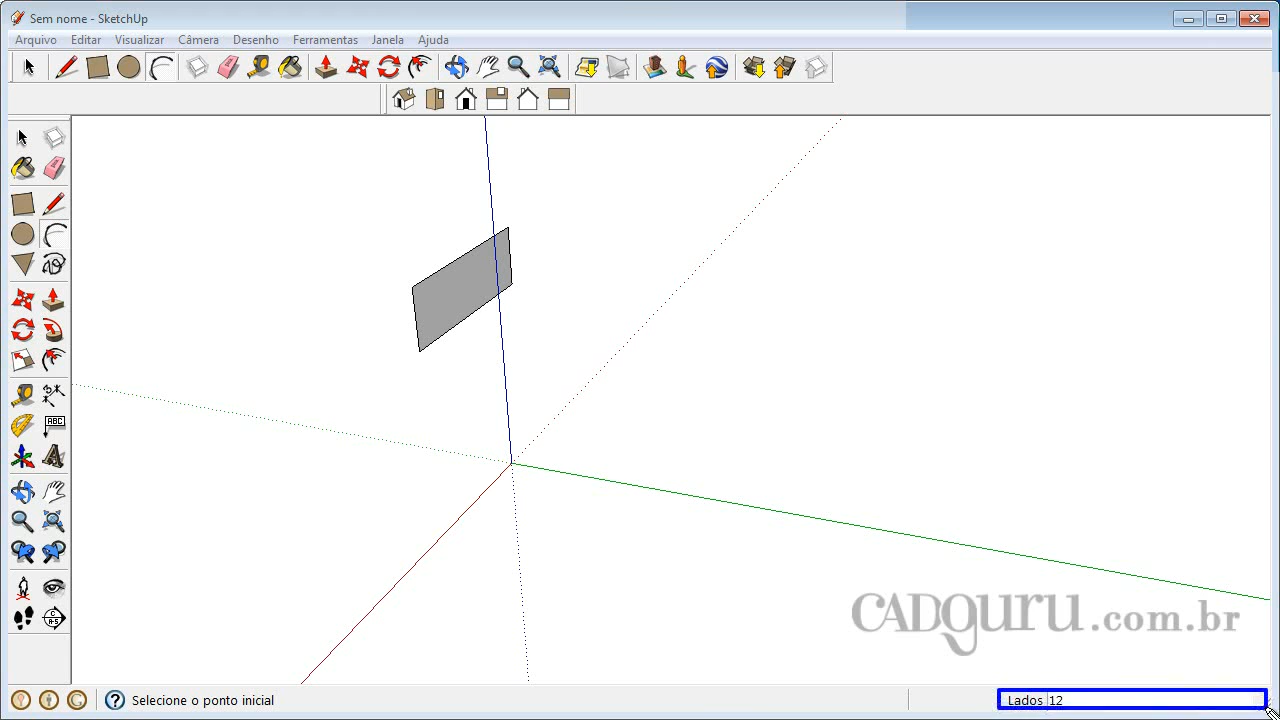 Sem nome - SketchUp
Arquivo Editar Visualizar Câmera Desenho Ferramentas Janela Ajuda
ABC
CADGURU.com.br
Selecione o ponto inicial
Lados 12